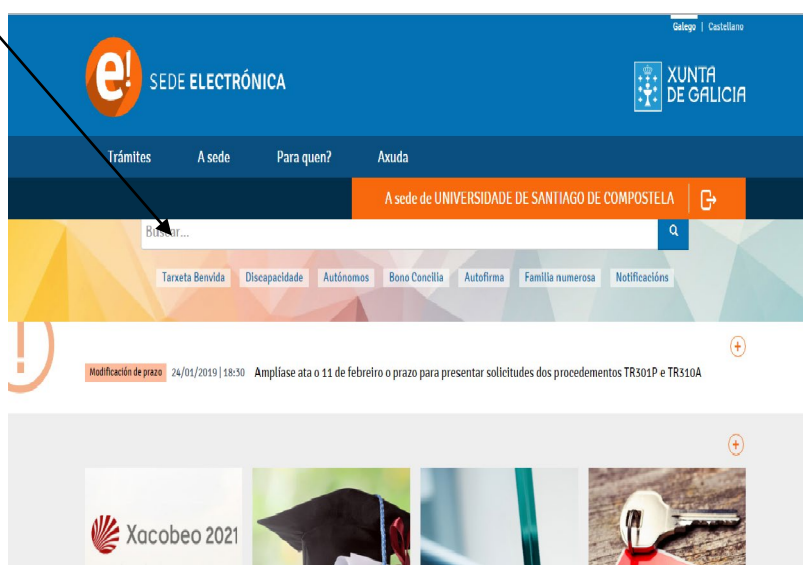 Galego | Castellano
e! SEDE ELECTRÓNICA
XUNTA
DE GALICIA
Trámites A sede Para quen? Axuda
A sede de UNIVERSIDADE DE SANTIAGO DE COMPOSTELA
Buscar...
Tarxeta Benvida Discapacidade Autónomos Bono Concilia Autofirma Familia numerosa Notificacións
Modificación de prazo 24/01/2019 | 18:30 Amplíase ata o 11 de febreiro o prazo para presentar solicitudes dos procedementos TR301P e TR310A
Xacobeo 2021